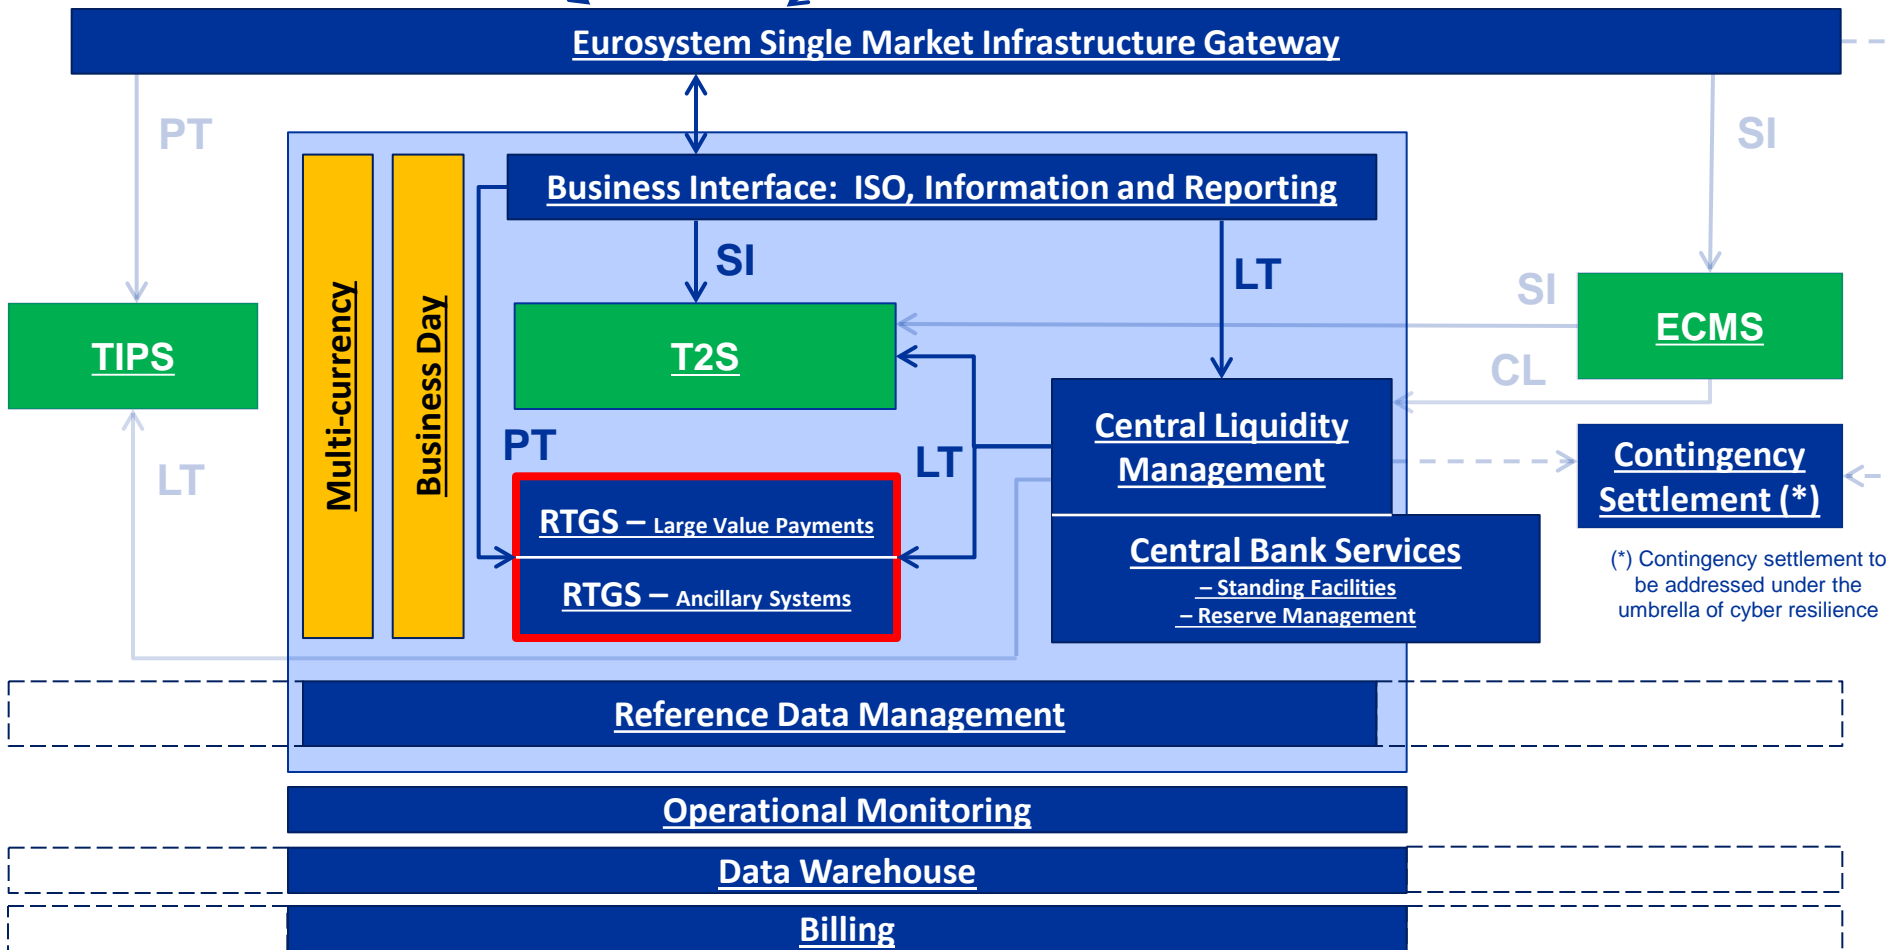 Eurosystem Single Market Infrastructure Gateway
PT
SI
Business Interface:  ISO, Information and Reporting
SI
LT
SI
Multi-currency
Business Day
TIPS
T2S
ECMS
CL
Central Liquidity
Management
PT
LT
LT
Contingency
Settlement (*)
RTGS – Large Value Payments
RTGS – Ancillary Systems
Central Bank Services
– Standing Facilities
– Reserve Management
(*) Contingency settlement to
be addressed under the
umbrella of cyber resilience
Reference Data Management
Operational Monitoring
Data Warehouse
Billing